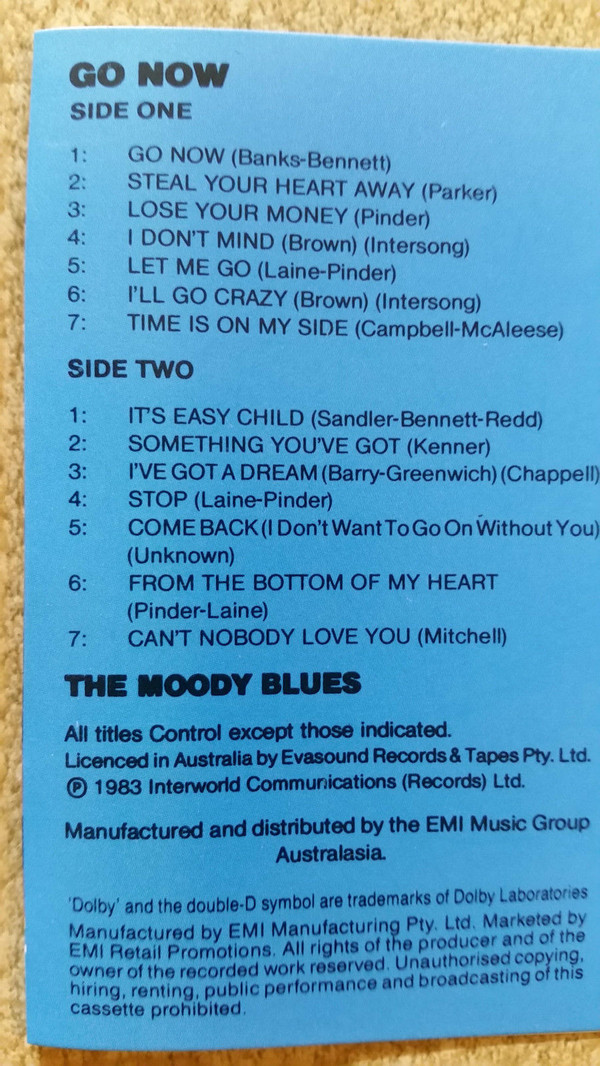 GO NOW
SIDE ONE
1: GO NOW (Banks-Bennett)
2: STEAL YOUR HEART AWAY (Parker)
3: LOSE YOUR MONEY (Pinder)
4: I DON'T MIND (Brown) (Intersong)
5: LET ME GO (Laine-Pinder)
6: I'LL GO CRAZY (Brown) (Intersong)
7: TIME IS ON MY SIDE (Campbell-McAleese)
SIDE TWO
1: IT'S EASY CHILD (Sandler-Bennett-Redd)
2: SOMETHING YOU'VE GOT (Kenner)
3: I'VE GOT A DREAM (Barry-Greenwich) (Chappell)
4: STOP (Laine-Pinder)
5: COME BACK (I Don't Want To Go On Without You)
(Unknown)
6: FROM THE BOTTOM OF MY HEART
(Pinder-Laine)
7: CAN'T NOBODY LOVE YOU (Mitchell)
THE MOODY BLUES
All titles Control except those indicated.
Licenced in Australia by Evasound Records & Tapes Pty. Ltd.
℗ 1983 Interworld Communications (Records) Ltd.
Manufactured and distributed by the EMI Music Group
Australasia.
'Dolby' and the double-D symbol are trademarks of Dolby Laboratories
Manufactured by EMI Manufacturing Pty. Ltd. Marketed by
EMI Retail Promotions. All rights of the producer and of the
owner of the recorded work reserved. Unauthorised copying,
hiring, renting, public performance and broadcasting of this
cassette prohibited.